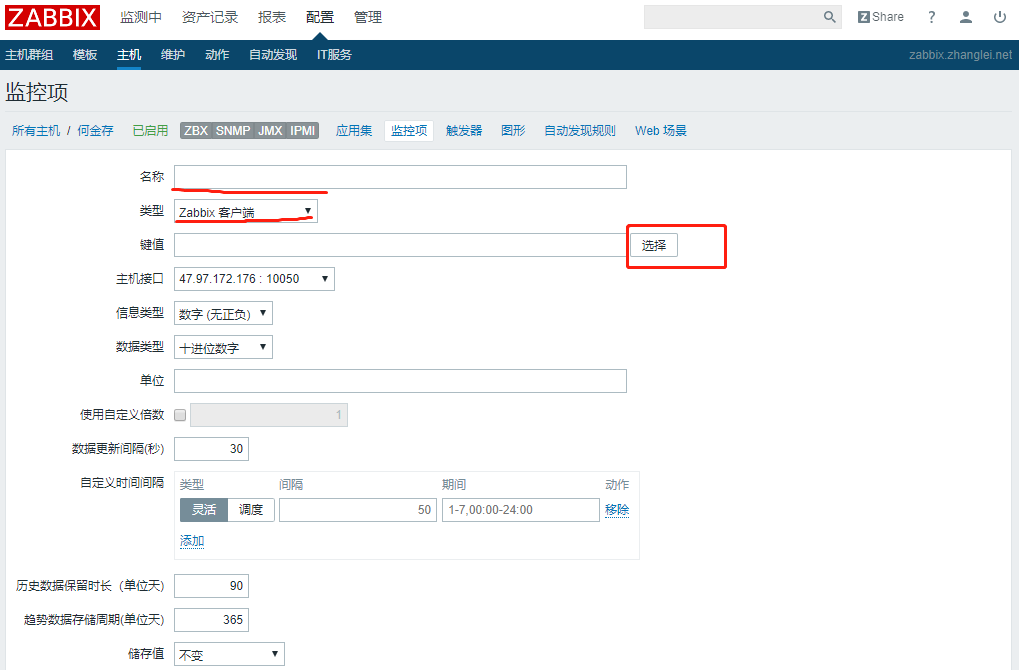 ZABBIX 监测中 资产记录 报表 配置 管理 Z Share ?
主机群组 模板 主机 维护 动作 自动发现 IT服务 zabbix.zhanglei.net
监控项
所有主机 / 何金存 已启用 ZBX SNMP JMX IPMI 应用集 监控项 触发器 图形 自动发现规则 Web 场景
名称
类型 Zabbix 客户端
键值 选择
主机接口 47.97.172.176 : 10050
信息类型 数字 (无正负)
数据类型 十进位数字
单位
使用自定义倍数 1
数据更新间隔(秒) 30
自定义时间间隔 类型 间隔 期间 动作
灵活 调度 50 1-7,00:00-24:00 移除
添加
历史数据保留时长（单位天) 90
趋势数据存储周期(单位天) 365
储存值 不变